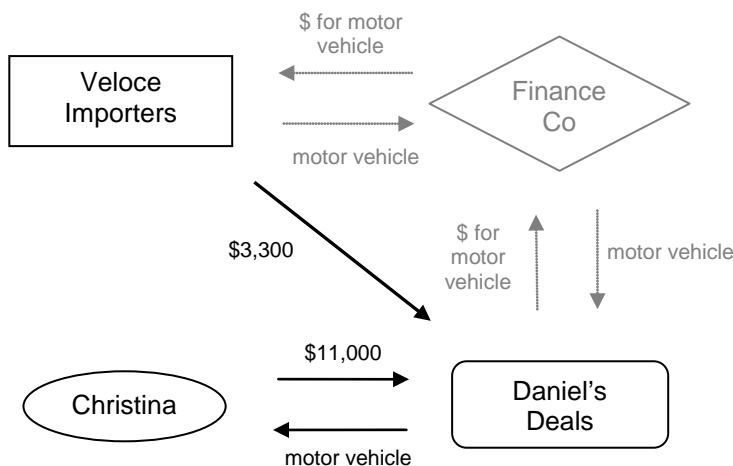 $ for motor
vehicle
Veloce
Importers
Finance
Co
motor vehicle
$3,300
$ for
motor
vehicle
motor vehicle
$11,000
Christina
Daniel's
Deals
motor vehicle